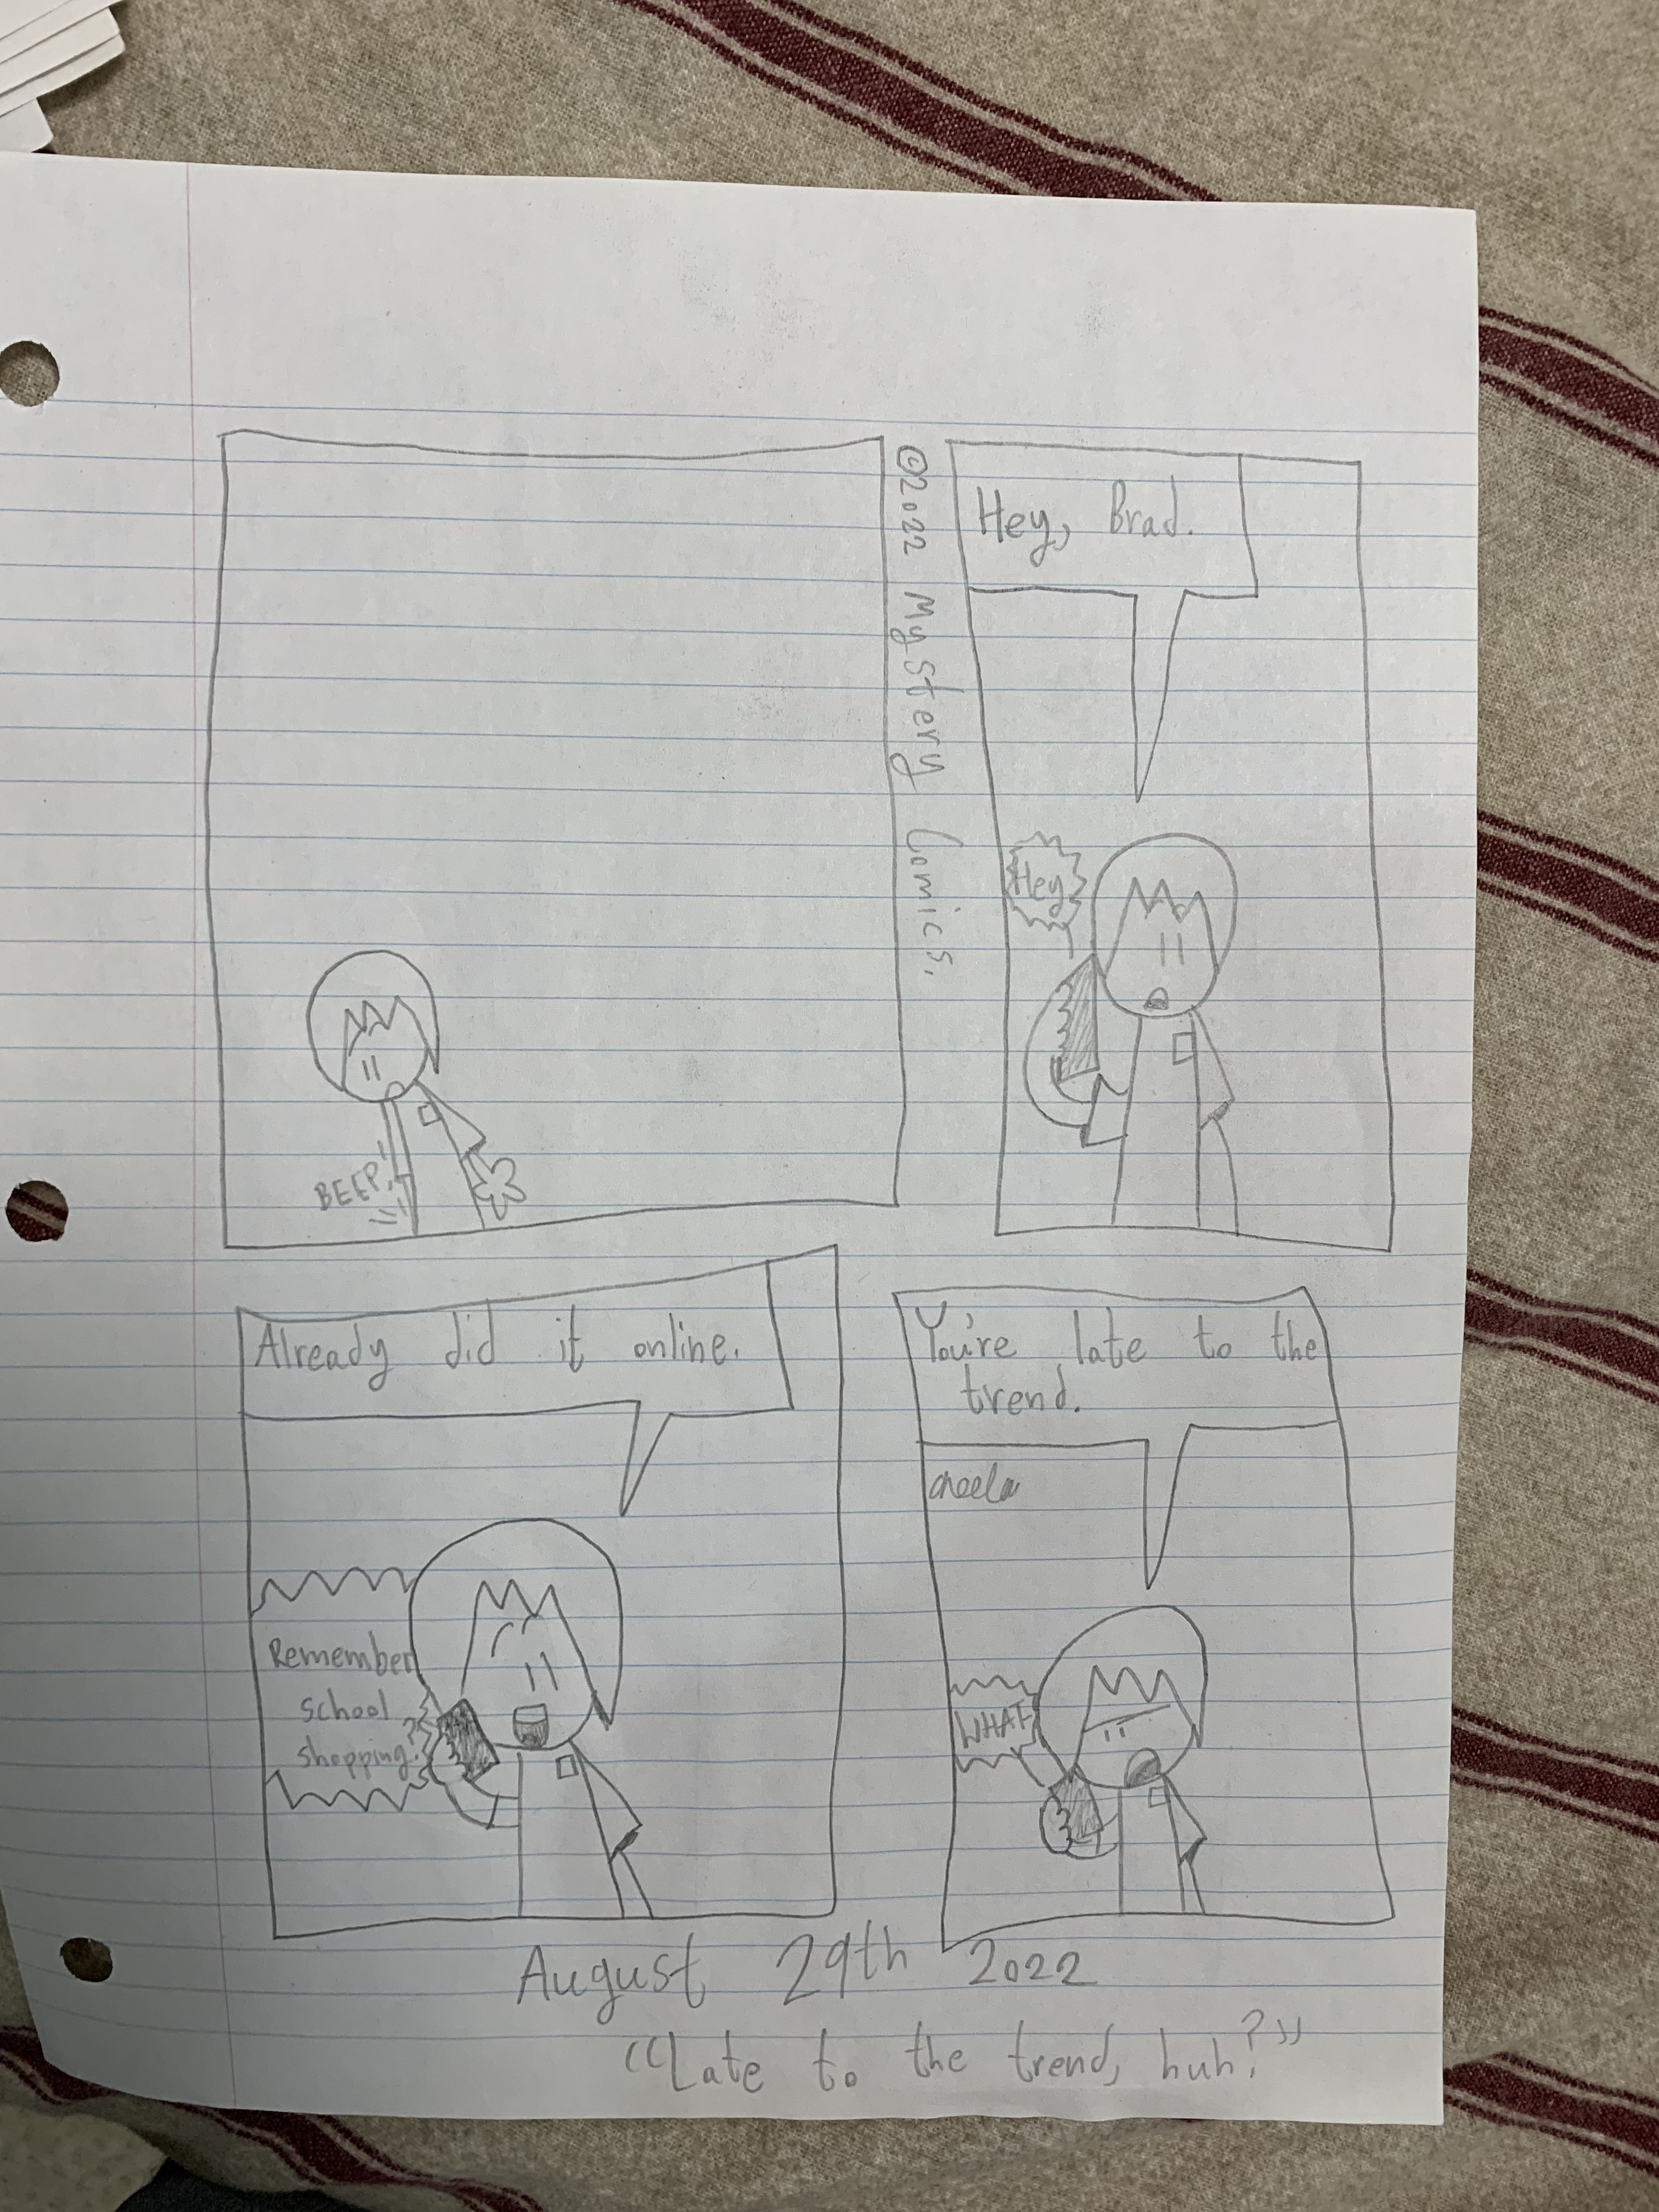 BEEP!
©2022 Mystery Comics.
Hey, Brad.
Hey
Already did it online.
Remember
school
shopping?
You're late to the
trend.
WHAT
August 29th 2022
"Late to the trend, huh?"